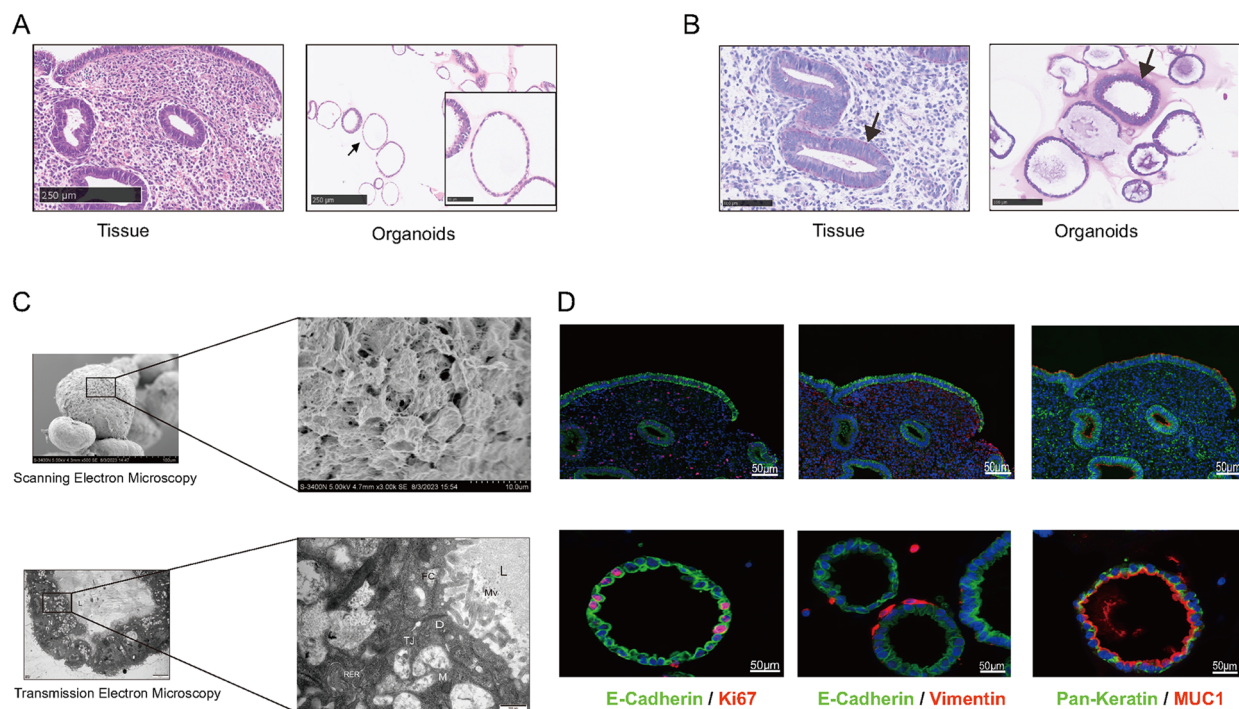 A
B
250 μm
250 μm
Tissue
Organoids
Tissue
Organoids
C
D
S-3400N 5.00kV 4.7mm x3.00k SE 8/3/2023 15:54
10.0um
Scanning Electron Microscopy
50μm
50μm
50μm
L
FC
L
Mv
D
TJ
RER
M
Transmission Electron Microscopy
50μm
50μm
50μm
E-Cadherin / Ki67
E-Cadherin / Vimentin
Pan-Keratin / MUC1